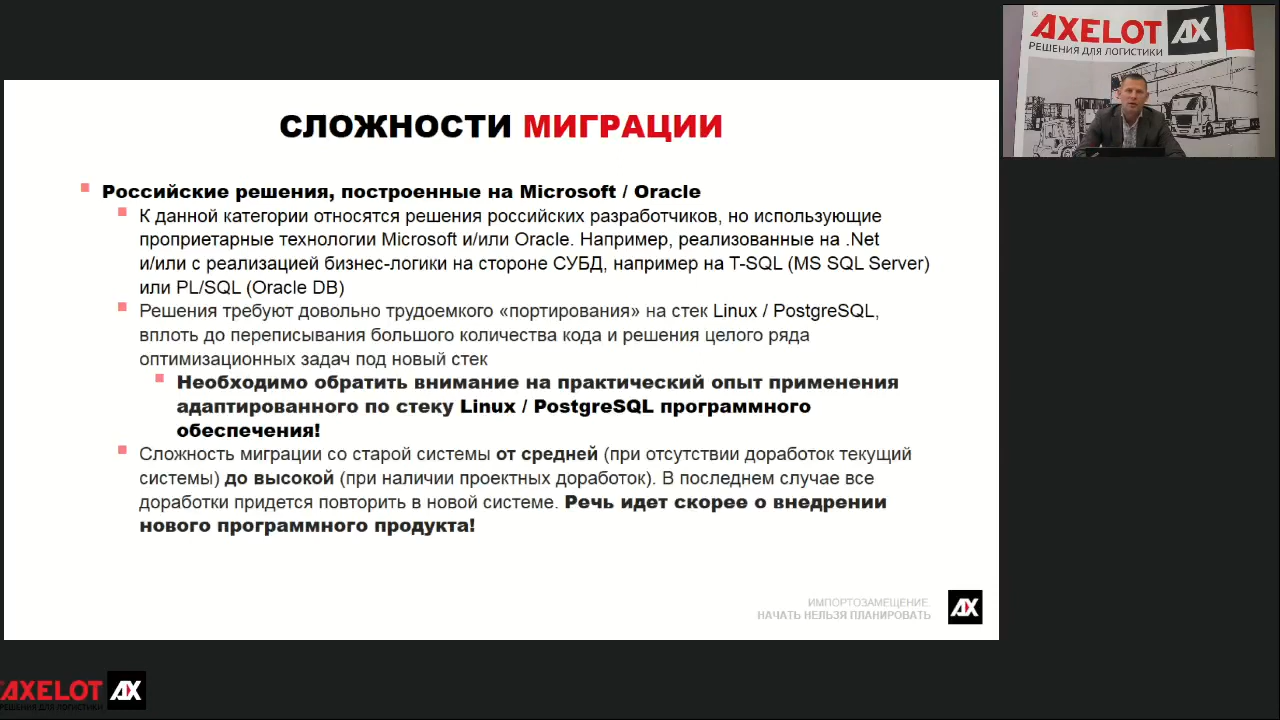 AXELOT AX
РЕШЕНИЯ ДЛЯ ЛОГИСТИКИ
СЛОЖНОСТИ МИГРАЦИИ
Российские решения, построенные на Microsoft / Oracle
К данной категории относятся решения российских разработчиков, но использующие
проприетарные технологии Microsoft и/или Oracle. Например, реализованные на .Net
и/или с реализацией бизнес-логики на стороне СУБД, например на T-SQL (MS SQL Server)
или PL/SQL (Oracle DB)
Решения требуют довольно трудоемкого «портирования» на стек Linux / PostgreSQL,
вплоть до переписывания большого количества кода и решения целого ряда
оптимизационных задач под новый стек
Необходимо обратить внимание на практический опыт применения
адаптированного по стеку Linux / PostgreSQL программного
обеспечения!
Сложность миграции со старой системы от средней (при отсутствии доработок текущий
системы) до высокой (при наличии проектных доработок). В последнем случае все
доработки придется повторить в новой системе. Речь идет скорее о внедрении
нового программного продукта!
ИМПОРТОЗАМЕЩЕНИЕ.
НАЧАТЬ НЕЛЬЗЯ ПЛАНИРОВАТЬ
AX
AXELOT AX
РЕШЕНИЯ ДЛЯ ЛОГИСТИКИ